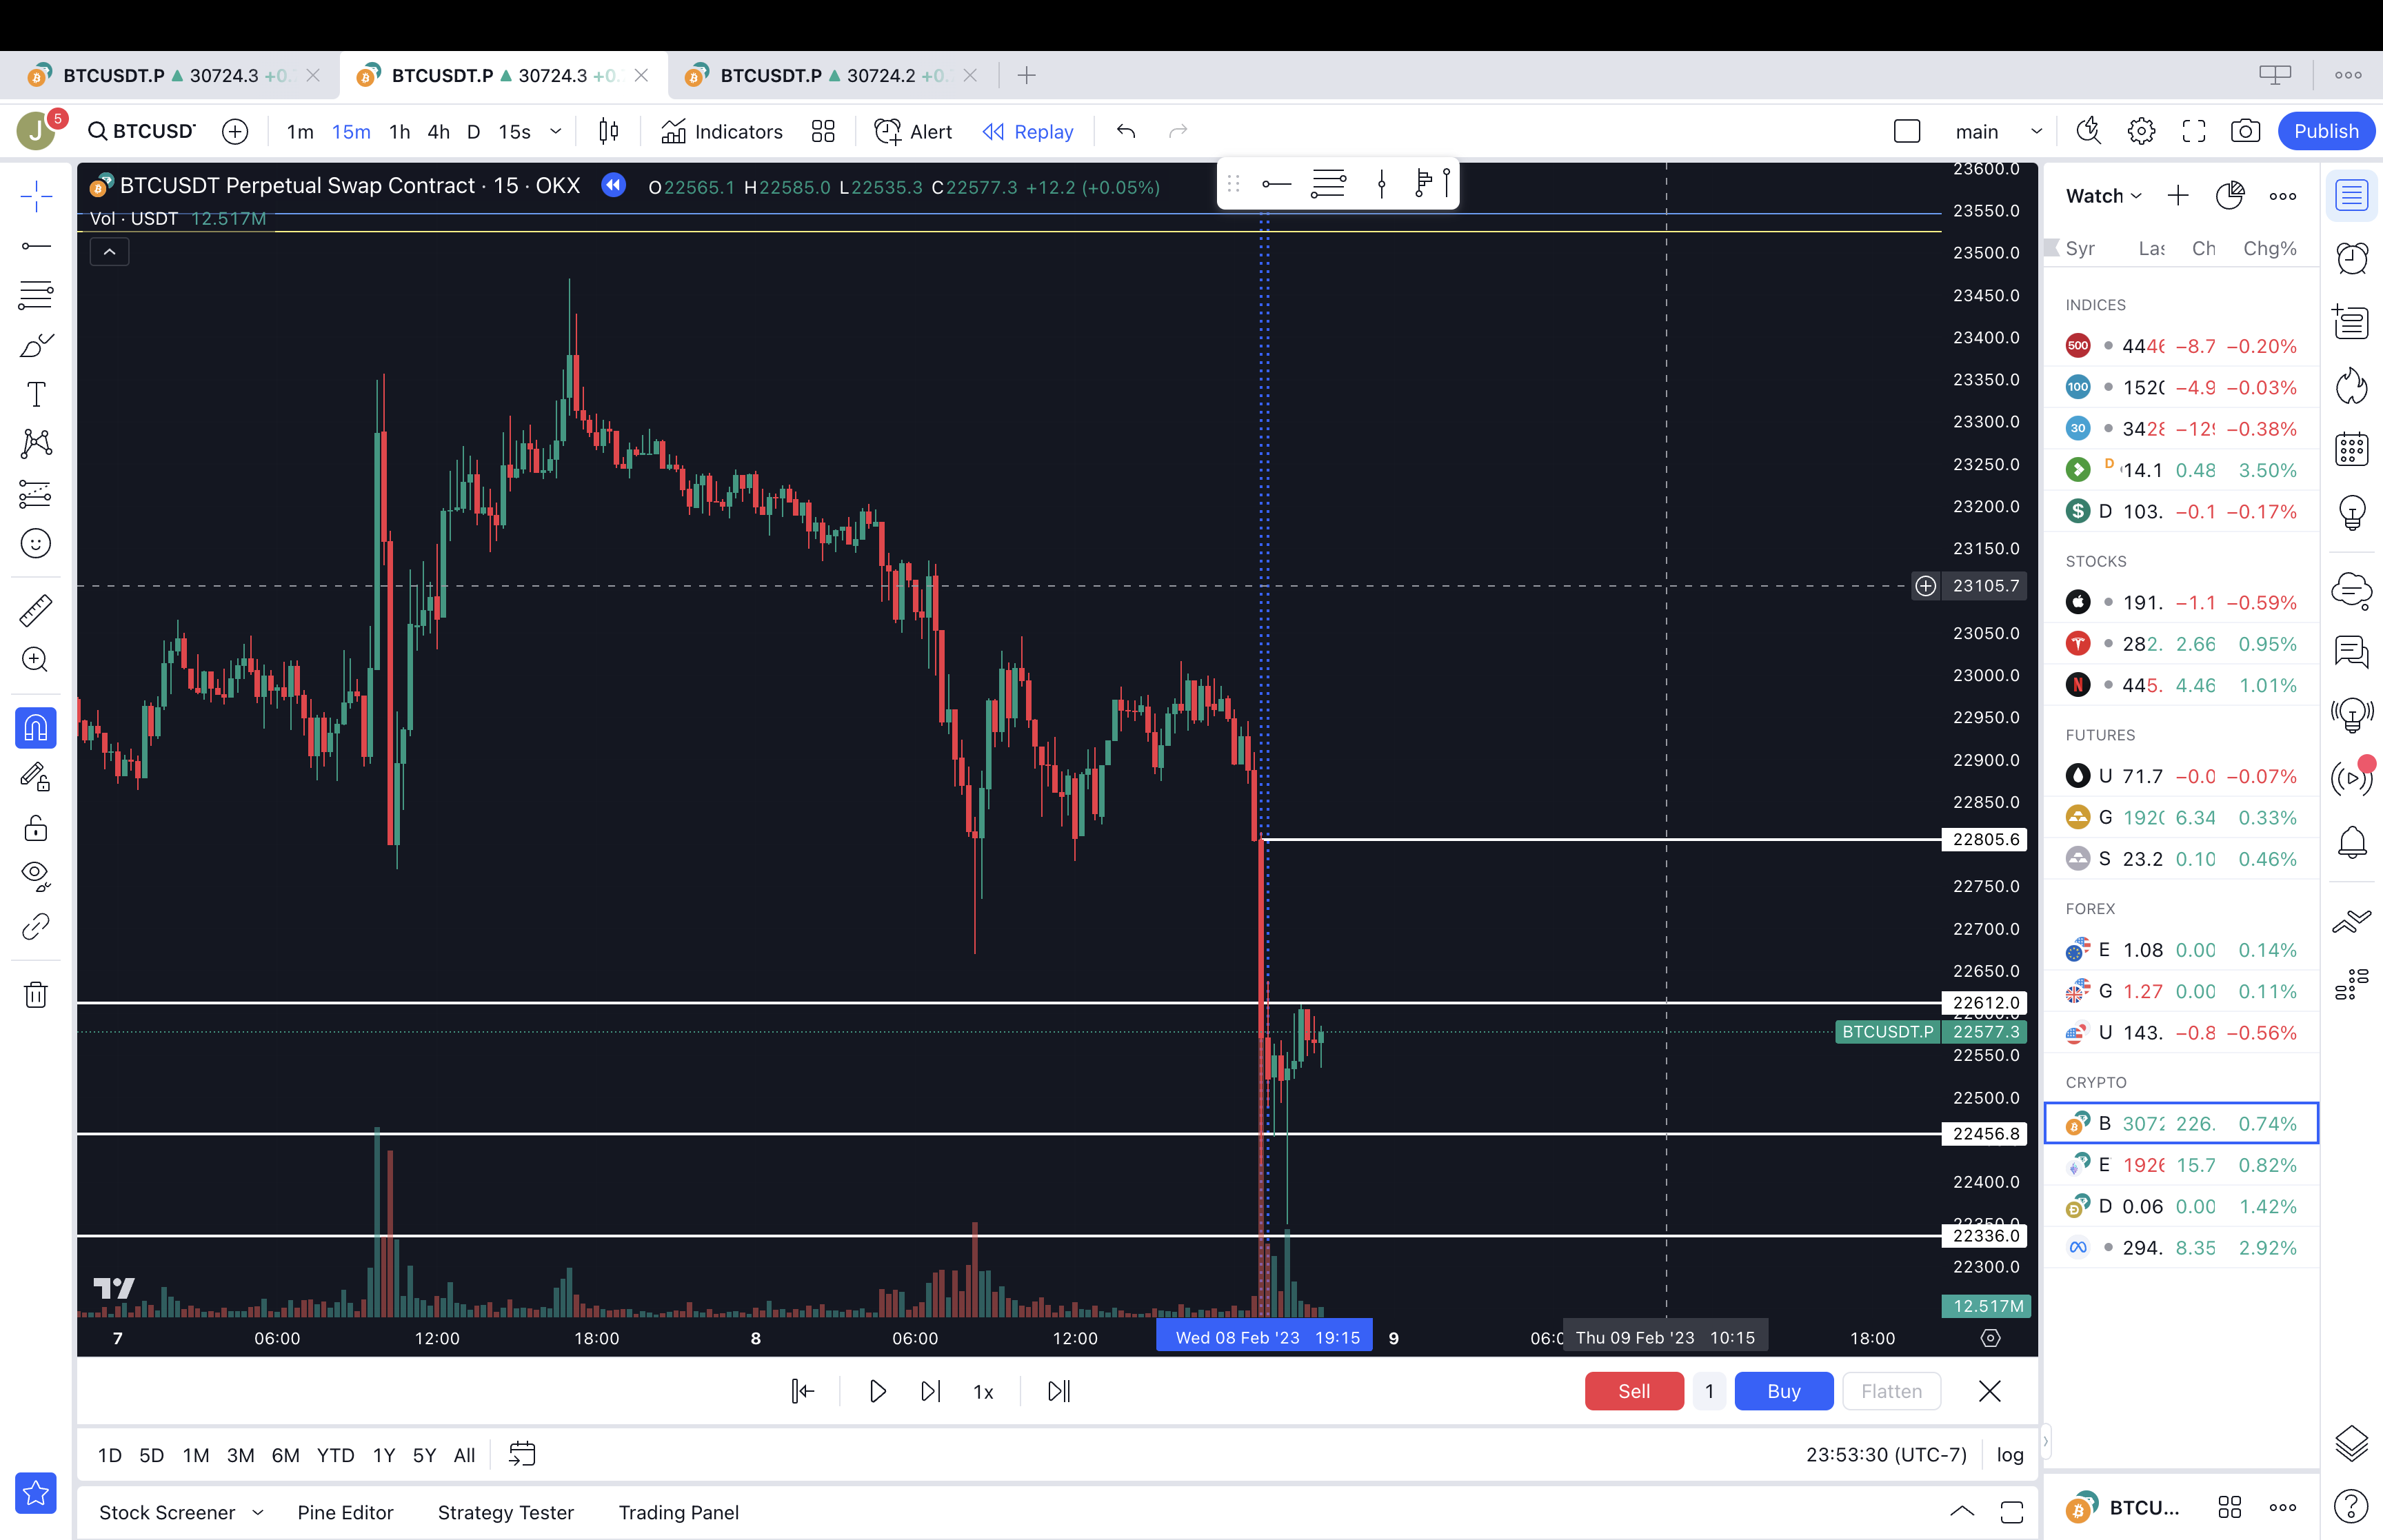 BTCUSDT.P 30724.3 +0.
BTCUSDT.P 30724.3 +0.
BTCUSDT.P 30724.2 +0.
J 5 BTCUSD 1m 15m 1h 4h D 15s Indicators Alert Replay main Publish
BTCUSDT Perpetual Swap Contract · 15 · OKX O22565.1 H22585.0 L22535.3 C22577.3 +12.2 (+0.05%)
Vol · USDT 12.517M
23600.0
23550.0
23500.0
23450.0
23400.0
23350.0
23300.0
23250.0
23200.0
23150.0
23105.7
23050.0
23000.0
22950.0
22900.0
22850.0
22805.6
22750.0
22700.0
22650.0
22612.0
BTCUSDT.P 22577.3
22550.0
22500.0
22456.8
22400.0
22336.0
22300.0
12.517M
7 06:00 12:00 18:00 8 06:00 12:00 Wed 08 Feb '23 19:15 9 06:0 Thu 09 Feb '23 10:15 18:00
1x Sell 1 Buy Flatten
1D 5D 1M 3M 6M YTD 1Y 5Y All 23:53:30 (UTC-7) log
Stock Screener Pine Editor Strategy Tester Trading Panel
Watch
Syr Las Ch Chg%
INDICES
500 4446 −8.7 −0.20%
100 1520 −4.9 −0.03%
30 3428 −129 −0.38%
D 14.1 0.48 3.50%
$ D 103. −0.1 −0.17%
STOCKS
191. −1.1 −0.59%
282. 2.66 0.95%
N 445. 4.46 1.01%
FUTURES
U 71.7 −0.0 −0.07%
G 1920 6.34 0.33%
S 23.2 0.10 0.46%
FOREX
E 1.08 0.00 0.14%
G 1.27 0.00 0.11%
U 143. −0.8 −0.56%
CRYPTO
B 3072 226. 0.74%
E 1926 15.7 0.82%
D 0.06 0.00 1.42%
294. 8.35 2.92%
BTCU...